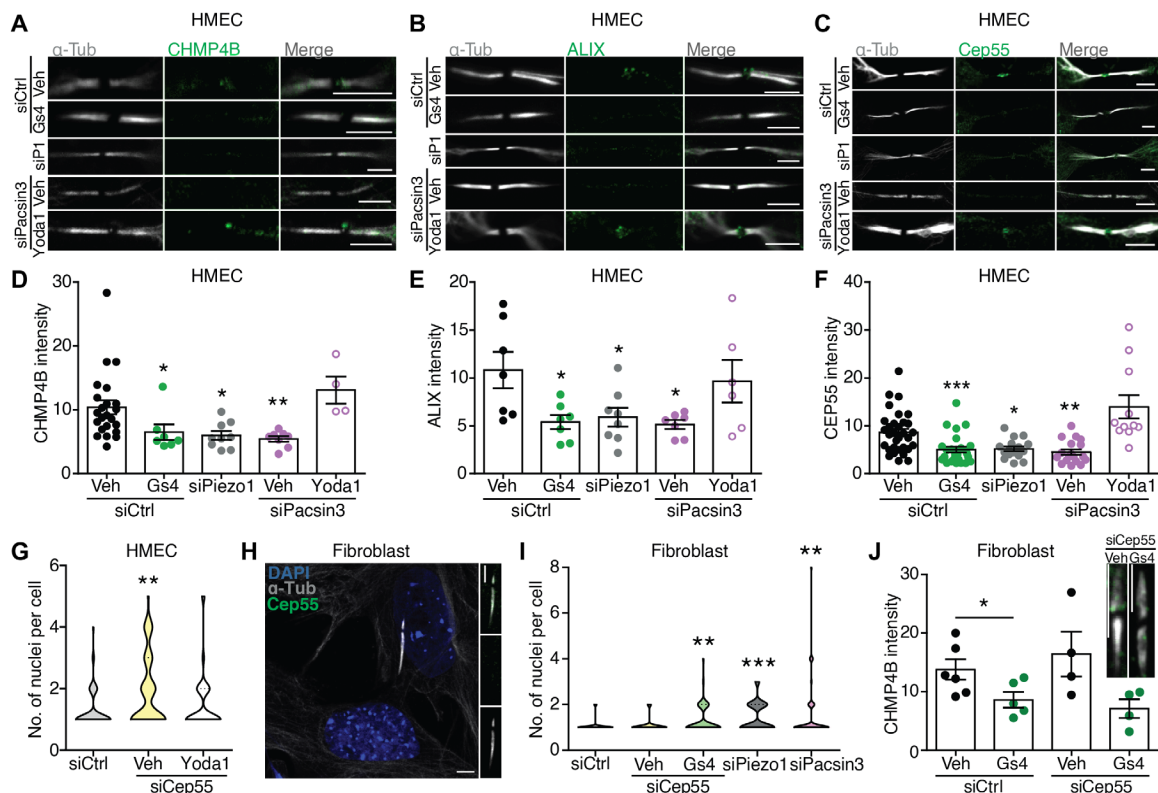 A HMEC
α-Tub CHMP4B Merge
siCtrl
Veh
Gs4
siP1
siPacsin3
Veh
Yoda1
B HMEC
α-Tub ALIX Merge
siCtrl
Veh
Gs4
siP1
siPacsin3
Veh
Yoda1
C HMEC
α-Tub Cep55 Merge
siCtrl
Veh
Gs4
siP1
siPacsin3
Veh
Yoda1
D HMEC
CHMP4B intensity
30
20
10
0
* * **
Veh Gs4 siPiezo1 Veh Yoda1
siCtrl siPacsin3
E HMEC
ALIX intensity
20
15
10
5
0
* * *
Veh Gs4 siPiezo1 Veh Yoda1
siCtrl siPacsin3
F HMEC
CEP55 intensity
40
30
20
10
0
*** * **
Veh Gs4 siPiezo1 Veh Yoda1
siCtrl siPacsin3
G HMEC
No. of nuclei per cell
6
4
2
0
**
siCtrl Veh Yoda1
siCep55
H Fibroblast
DAPI
α-Tub
Cep55
I Fibroblast
No. of nuclei per cell
8
6
4
2
0
** *** **
siCtrl Veh Gs4 siPiezo1 siPacsin3
siCep55
J Fibroblast
siCep55
Veh Gs4
CHMP4B intensity
30
20
10
0
*
Veh Gs4 Veh Gs4
siCtrl siCep55